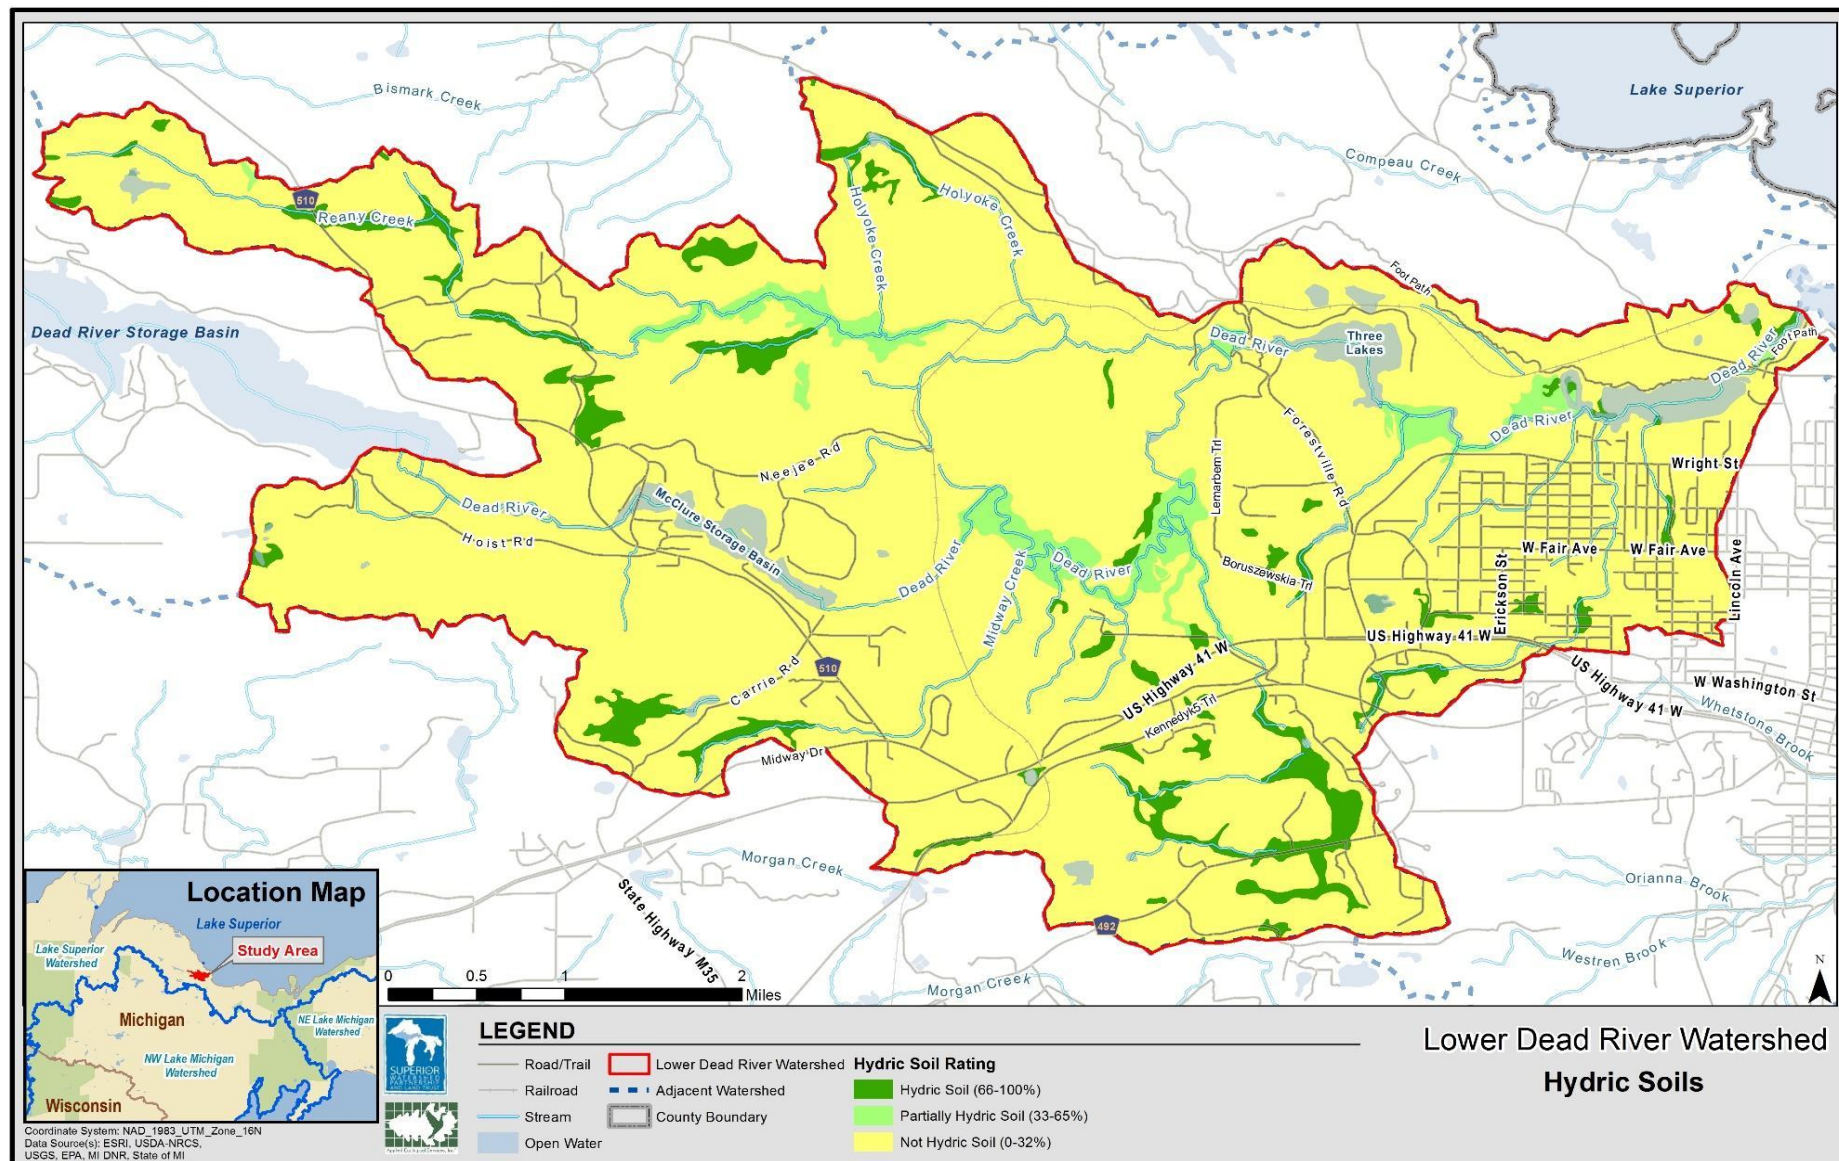 Bismark Creek
Lake Superior
Compeau Creek
510
Reany Creek
Holyoke Creek
Holyoke Creek
Foot Path
Dead River Storage Basin
Dead River
Three
Lakes
Dead River
Foot Path
Dead River
Forestville Rd
Lemarbem Trl
Neejee Rd
Wright St
McClure Storage Basin
Dead River
Hoist Rd
Dead River
Midway Creek
Dead River
Boruszewskia Trl
W Fair Ave
W Fair Ave
Erickson St
Lincoln Ave
US Highway 41 W
US Highway 41 W
US Highway 41 W
W Washington St
Whetstone Brook
510
Carrie Rd
Kennedyk5 Trl
Midway Dr
Morgan Creek
State Highway M35
Orianna Brook
492
Westren Brook
Morgan Creek
N
Location Map
Lake Superior
Study Area
Lake Superior
Watershed
Michigan
NE Lake Michigan
Watershed
NW Lake Michigan
Watershed
Wisconsin
0 0.5 1 2
Miles
Coordinate System: NAD_1983_UTM_Zone_16N
Data Source(s): ESRI, USDA-NRCS,
USGS, EPA, MI DNR, State of MI
SUPERIOR
WATERSHED
PARTNERSHIP
AND LAND TRUST
LEGEND
Road/Trail
Railroad
Stream
Open Water
Lower Dead River Watershed
Adjacent Watershed
County Boundary
Hydric Soil Rating
Hydric Soil (66-100%)
Partially Hydric Soil (33-65%)
Not Hydric Soil (0-32%)
Lower Dead River Watershed
Hydric Soils